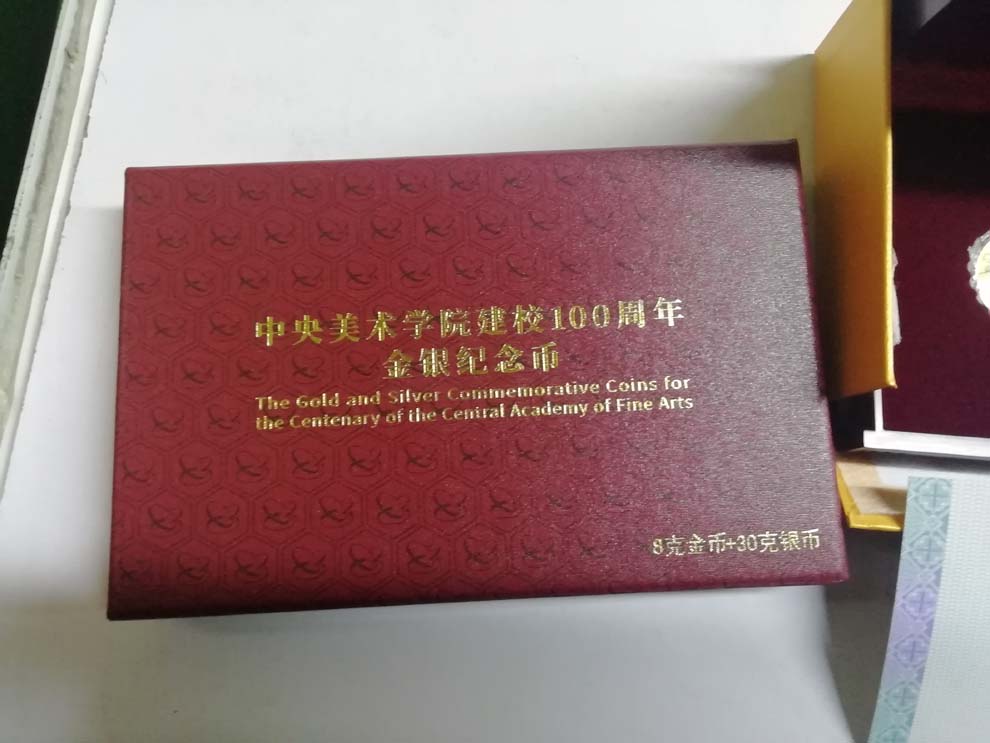 中央美术学院建校100周年
金银纪念币
The Gold and Silver Commemorative Coins for
the Centenary of the Central Academy of Fine Arts
8克金币+30克银币